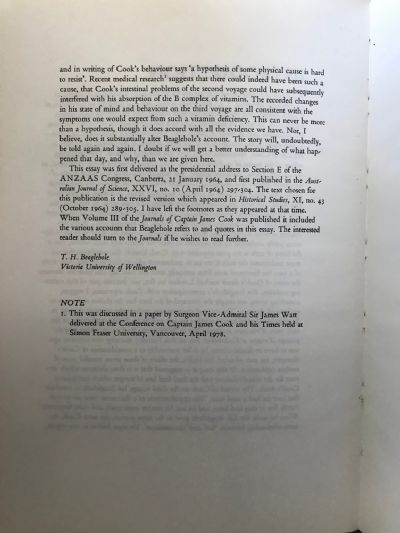 and in writing of Cook's behaviour says 'a hypothesis of some physical cause is hard
to resist'. Recent medical research¹ suggests that there could indeed have been such a
cause, that Cook's intestinal problems of the second voyage could have subsequently
interfered with his absorption of the B complex of vitamins. The recorded changes
in his state of mind and behaviour on the third voyage are all consistent with the
symptoms one would expect from such a vitamin deficiency. This can never be more
than a hypothesis, though it does accord with all the evidence we have. Nor, I
believe, does it substantially alter Beaglehole's account. The story will, undoubtedly,
be told again and again. I doubt if we will get a better understanding of what hap-
pened that day, and why, than we are given here.
This essay was first delivered as the presidential address to Section E of the
ANZAAS Congress, Canberra, 21 January 1964, and first published in the Aust-
ralian Journal of Science, XXVI, no. 10 (April 1964) 297-304. The text chosen for
this publication is the revised version which appeared in Historical Studies, XI, no. 43
(October 1964) 289-305. I have left the footnotes as they appeared at that time.
When Volume III of the Journals of Captain James Cook was published it included
the various accounts that Beaglehole refers to and quotes in this essay. The interested
reader should turn to the Journals if he wishes to read further.
T. H. Beaglehole
Victoria University of Wellington
NOTE
1. This was discussed in a paper by Surgeon Vice-Admiral Sir James Watt
delivered at the Conference on Captain James Cook and his Times held at
Simon Fraser University, Vancouver, April 1978.